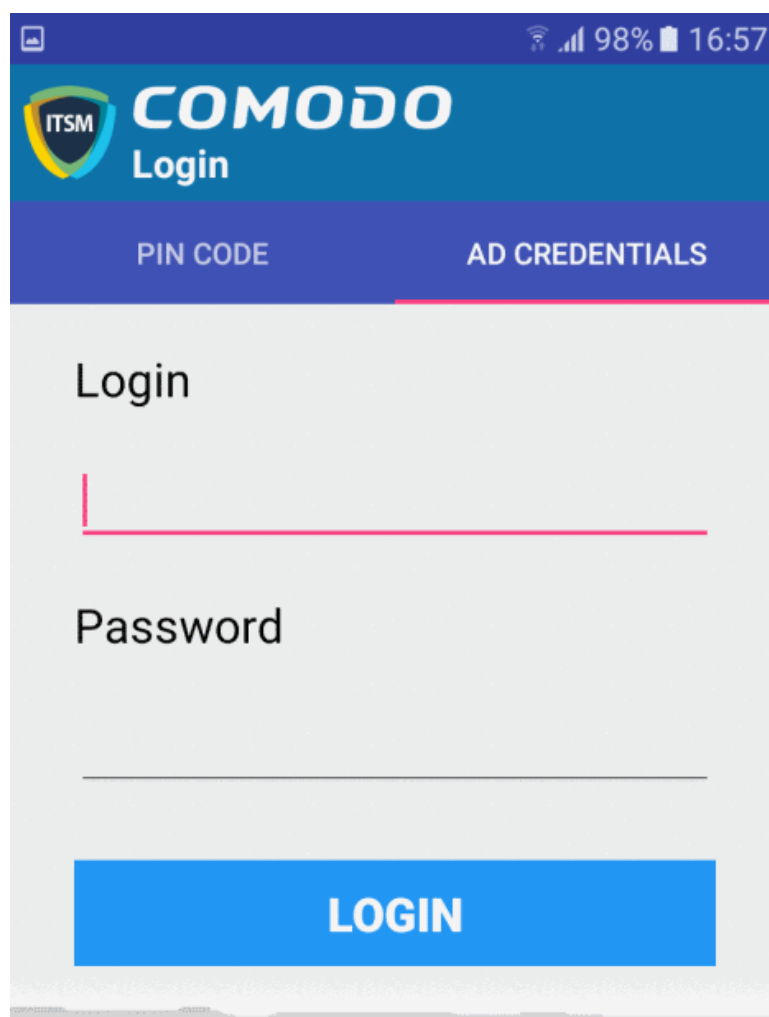 98% 16:57
ITSM COMODO
Login
PIN CODE AD CREDENTIALS
Login
Password
LOGIN